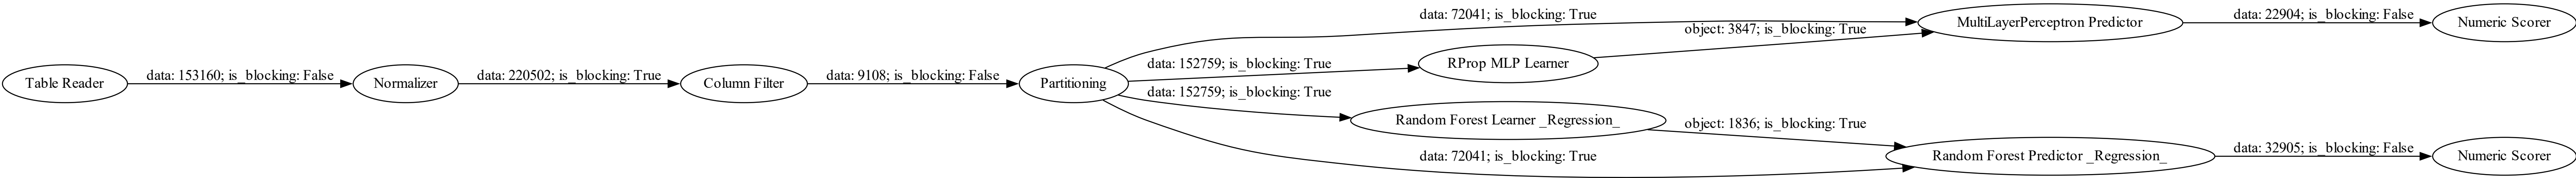 Table Reader
data: 153160; is_blocking: False
Normalizer
data: 220502; is_blocking: True
Column Filter
data: 9108; is_blocking: False
Partitioning
data: 72041; is_blocking: True
data: 152759; is_blocking: True
RProp MLP Learner
object: 3847; is_blocking: True
MultiLayerPerceptron Predictor
data: 22904; is_blocking: False
Numeric Scorer
data: 152759; is_blocking: True
Random Forest Learner _Regression_
object: 1836; is_blocking: True
data: 72041; is_blocking: True
Random Forest Predictor _Regression_
data: 32905; is_blocking: False
Numeric Scorer